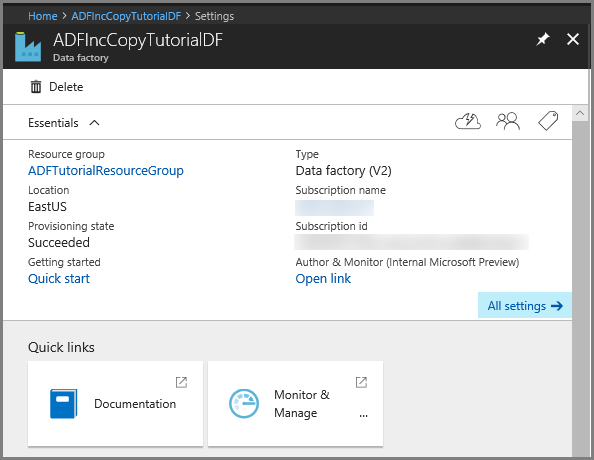 Home > ADFIncCopyTutorialDF > Settings
ADFIncCopyTutorialDF
Data factory
Delete
Essentials
Resource group
ADFTutorialResourceGroup
Type
Data factory (V2)
Location
EastUS
Subscription name
Provisioning state
Succeeded
Subscription id
Getting started
Quick start
Author & Monitor (Internal Microsoft Preview)
Open link
All settings →
Quick links
Documentation
Monitor &
Manage ...